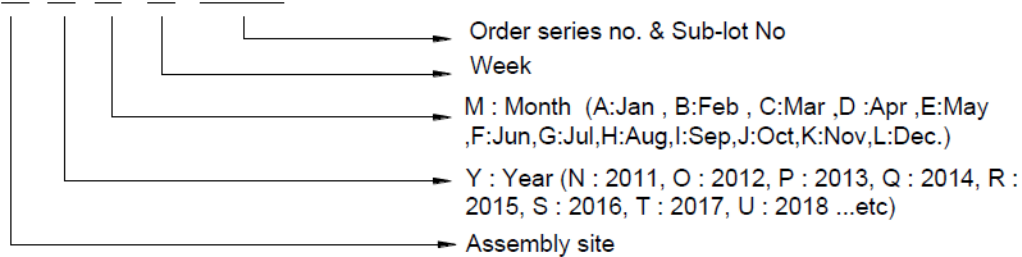 Order series no. & Sub-lot No
Week
M : Month  (A:Jan , B:Feb , C:Mar ,D :Apr ,E:May
,F:Jun,G:Jul,H:Aug,I:Sep,J:Oct,K:Nov,L:Dec.)
Y : Year (N : 2011, O : 2012, P : 2013, Q : 2014, R :
2015, S : 2016, T : 2017, U : 2018 ...etc)
Assembly site